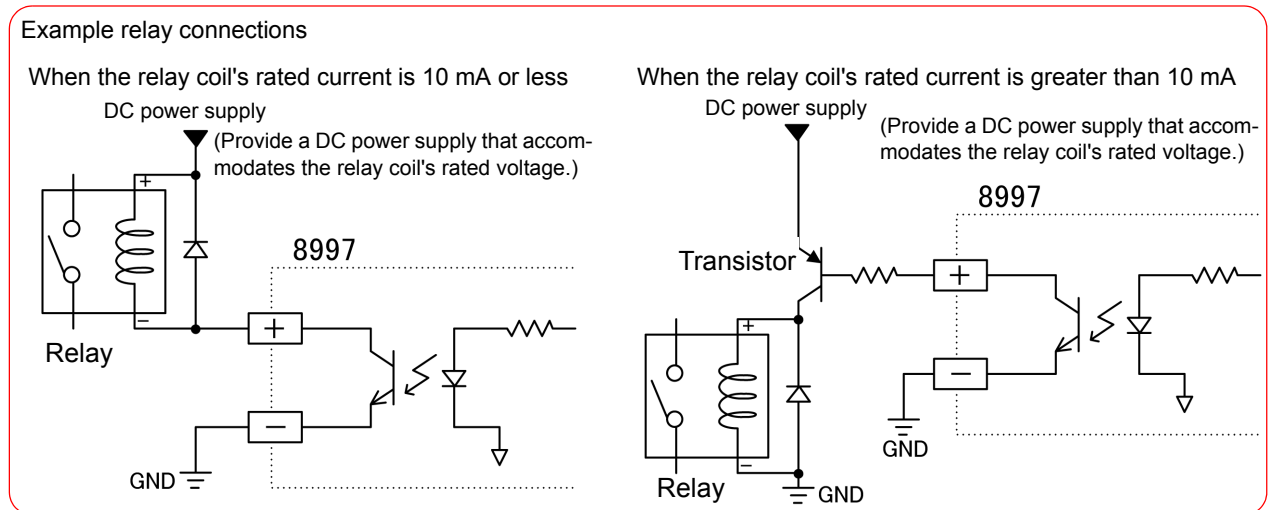 Example relay connections
When the relay coil's rated current is 10 mA or less
DC power supply
(Provide a DC power supply that accom-
modates the relay coil's rated voltage.)
+
8997
−
+
Relay
−
GND
When the relay coil's rated current is greater than 10 mA
DC power supply
(Provide a DC power supply that accom-
modates the relay coil's rated voltage.)
8997
Transistor
+
+
−
GND
−
Relay
GND